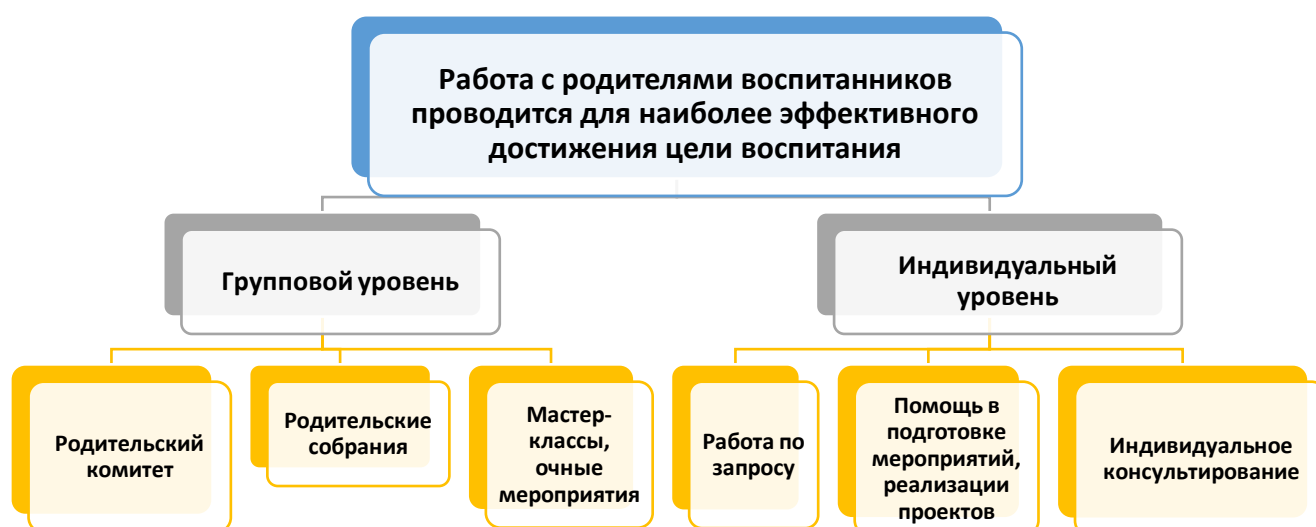 Работа с родителями воспитанников
проводится для наиболее эффективного
достижения цели воспитания
Групповой уровень
Индивидуальный
уровень
Родительский
комитет
Родительские
собрания
Мастер-
классы,
очные
мероприятия
Работа по
запросу
Помощь в
подготовке
мероприятий,
реализации
проектов
Индивидуальное
консультирование